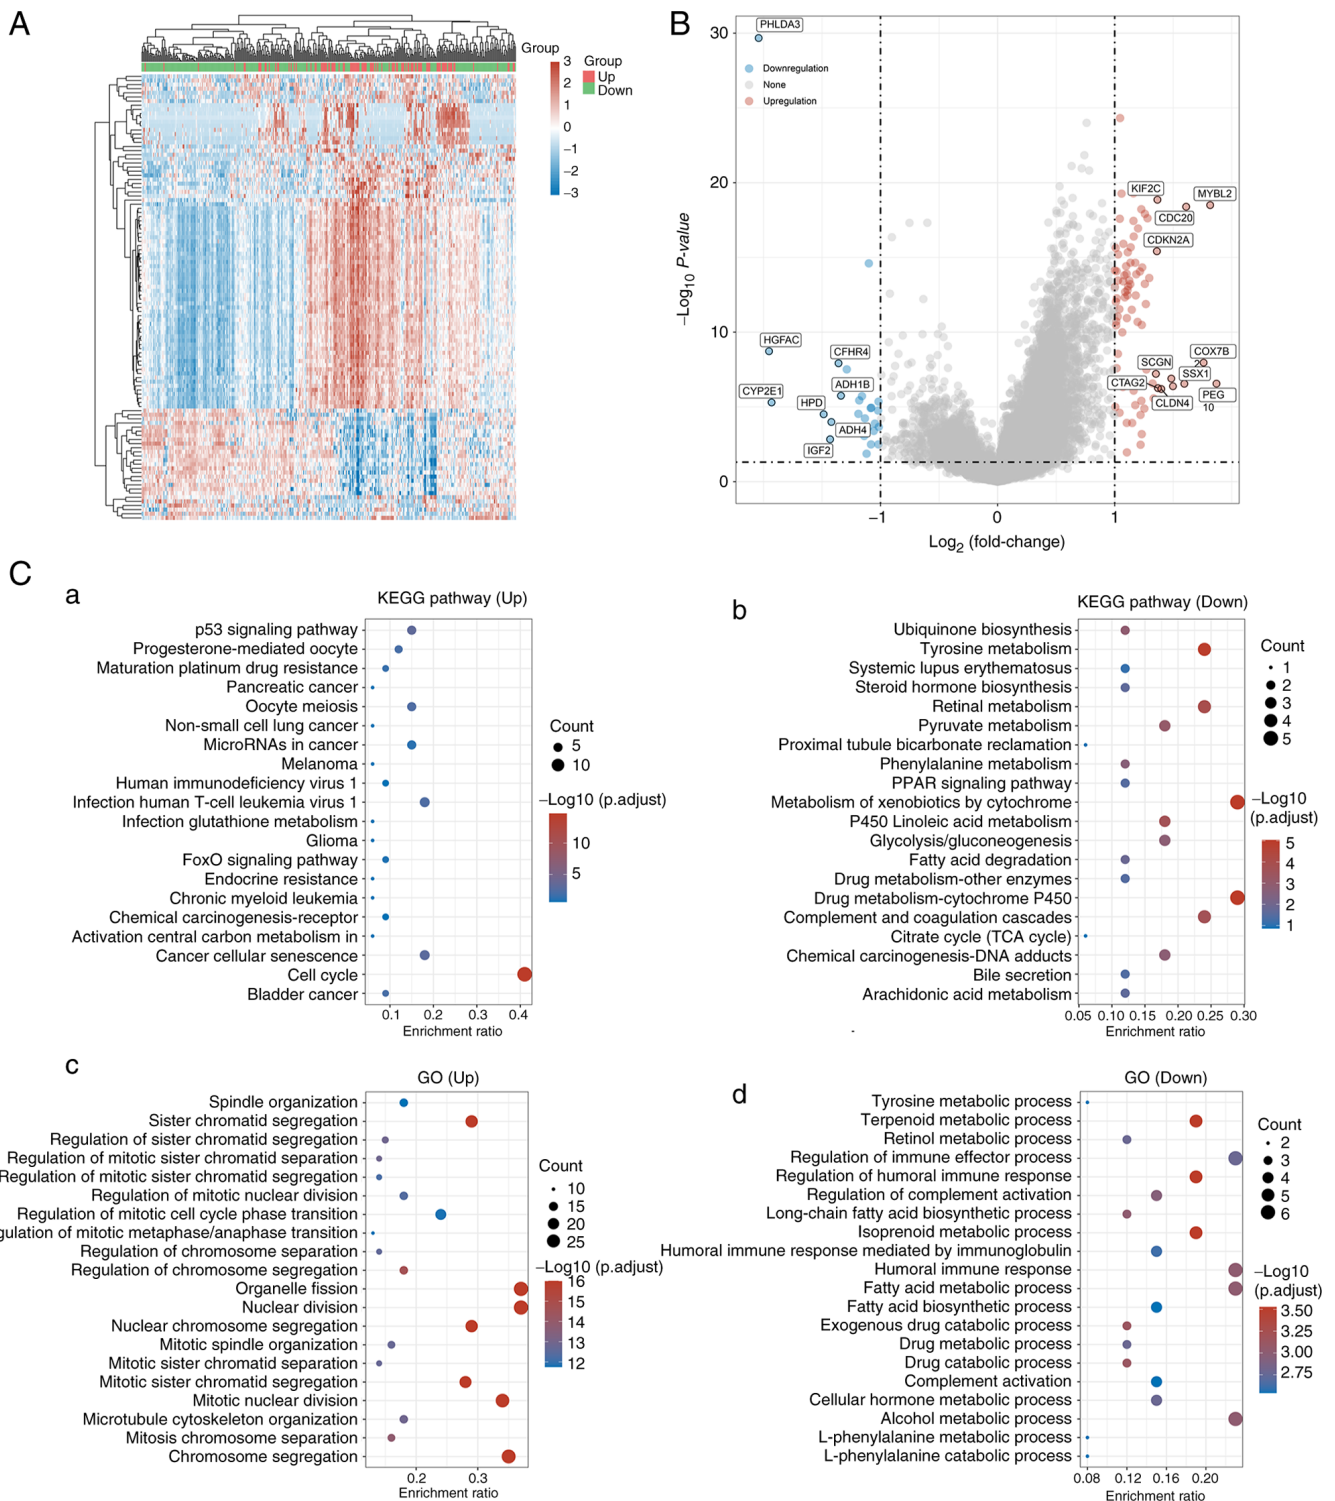 A
Group
3
2
1
0
−1
−2
−3
Group
Up
Down
B
30
20
10
0
−Log10 P-value
PHLDA3
Downregulation
None
Upregulation
KIF2C
MYBL2
CDC20
CDKN2A
HGFAC
CFHR4
COX7B
2
SCGN
SSX1
CTAG2
ADH1B
CYP2E1
PEG
10
HPD
CLDN4
ADH4
IGF2
−1
0
1
Log2 (fold-change)
C
a
KEGG pathway (Up)
p53 signaling pathway
Progesterone-mediated oocyte
Maturation platinum drug resistance
Pancreatic cancer
Oocyte meiosis
Non-small cell lung cancer
MicroRNAs in cancer
Melanoma
Human immunodeficiency virus 1
Infection human T-cell leukemia virus 1
Infection glutathione metabolism
Glioma
FoxO signaling pathway
Endocrine resistance
Chronic myeloid leukemia
Chemical carcinogenesis-receptor
Activation central carbon metabolism in
Cancer cellular senescence
Cell cycle
Bladder cancer
0.1 0.2 0.3 0.4
Enrichment ratio
Count
5
10
−Log10 (p.adjust)
10
5
b
KEGG pathway (Down)
Ubiquinone biosynthesis
Tyrosine metabolism
Systemic lupus erythematosus
Steroid hormone biosynthesis
Retinal metabolism
Pyruvate metabolism
Proximal tubule bicarbonate reclamation
Phenylalanine metabolism
PPAR signaling pathway
Metabolism of xenobiotics by cytochrome
P450 Linoleic acid metabolism
Glycolysis/gluconeogenesis
Fatty acid degradation
Drug metabolism-other enzymes
Drug metabolism-cytochrome P450
Complement and coagulation cascades
Citrate cycle (TCA cycle)
Chemical carcinogenesis-DNA adducts
Bile secretion
Arachidonic acid metabolism
0.05 0.10 0.15 0.20 0.25 0.30
Enrichment ratio
Count
1
2
3
4
5
−Log10
(p.adjust)
5
4
3
2
1
c
GO (Up)
Spindle organization
Sister chromatid segregation
Regulation of sister chromatid segregation
Regulation of mitotic sister chromatid separation
Regulation of mitotic sister chromatid segregation
Regulation of mitotic nuclear division
Regulation of mitotic cell cycle phase transition
gulation of mitotic metaphase/anaphase transition
Regulation of chromosome separation
Regulation of chromosome segregation
Organelle fission
Nuclear division
Nuclear chromosome segregation
Mitotic spindle organization
Mitotic sister chromatid separation
Mitotic sister chromatid segregation
Mitotic nuclear division
Microtubule cytoskeleton organization
Mitosis chromosome separation
Chromosome segregation
0.2 0.3
Enrichment ratio
Count
10
15
20
25
−Log10 (p.adjust)
16
15
14
13
12
d
GO (Down)
Tyrosine metabolic process
Terpenoid metabolic process
Retinol metabolic process
Regulation of immune effector process
Regulation of humoral immune response
Regulation of complement activation
Long-chain fatty acid biosynthetic process
Isoprenoid metabolic process
Humoral immune response mediated by immunoglobulin
Humoral immune response
Fatty acid metabolic process
Fatty acid biosynthetic process
Exogenous drug catabolic process
Drug metabolic process
Drug catabolic process
Complement activation
Cellular hormone metabolic process
Alcohol metabolic process
L-phenylalanine metabolic process
L-phenylalanine catabolic process
0.08 0.12 0.16 0.20
Enrichment ratio
Count
2
3
4
5
6
−Log10
(p.adjust)
3.50
3.25
3.00
2.75